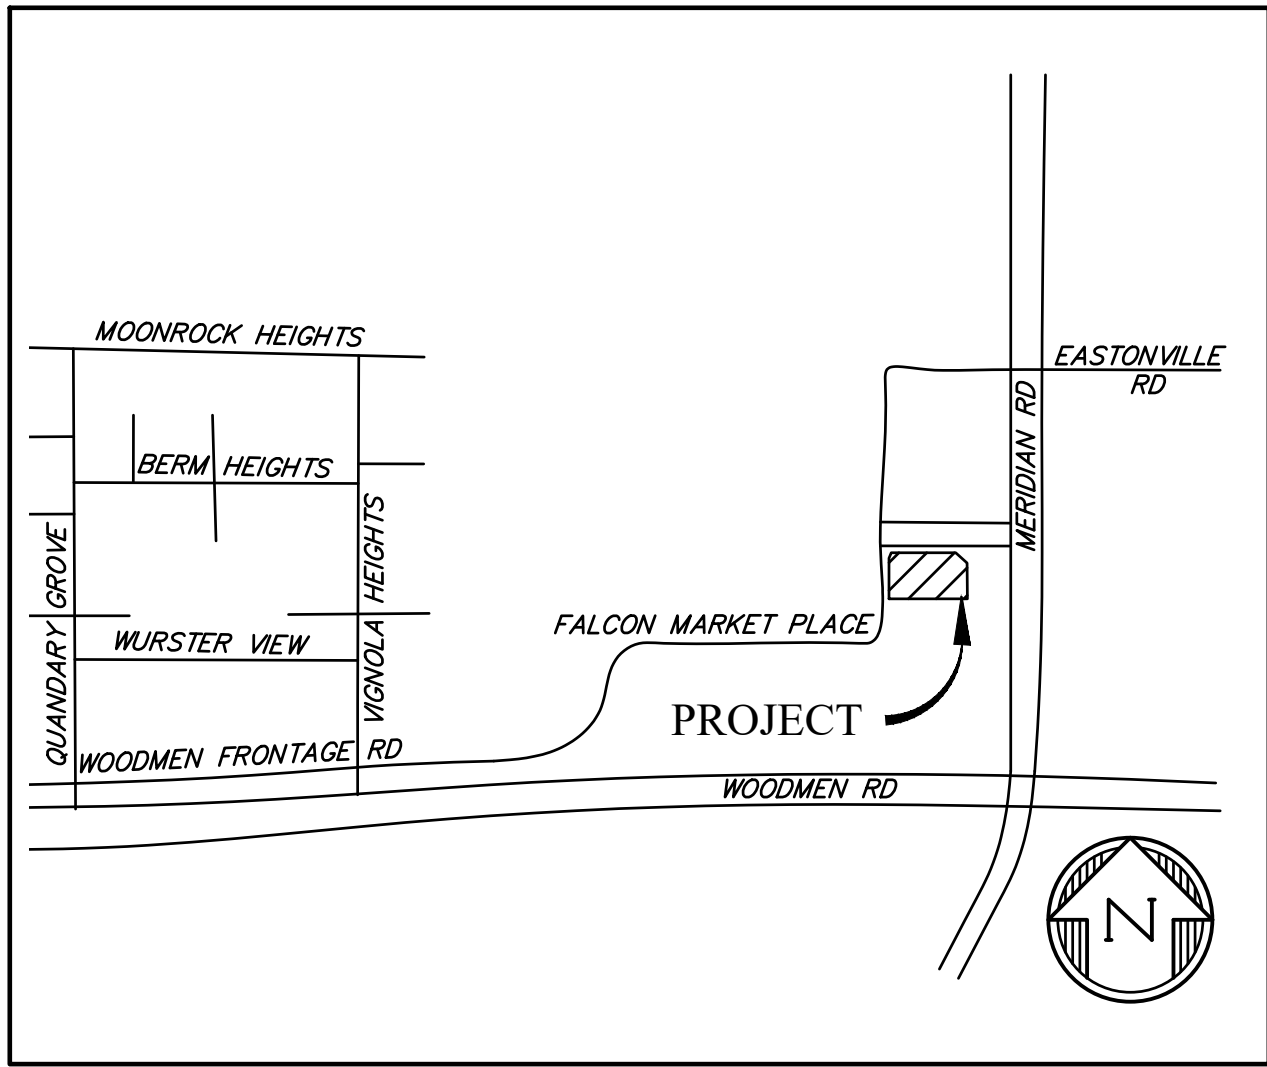 MOONROCK HEIGHTS
EASTONVILLE
RD
MERIDIAN RD
BERM HEIGHTS
QUANDARY GROVE
VIGNOLA HEIGHTS
FALCON MARKET PLACE
WURSTER VIEW
PROJECT
WOODMEN FRONTAGE RD
WOODMEN RD
N